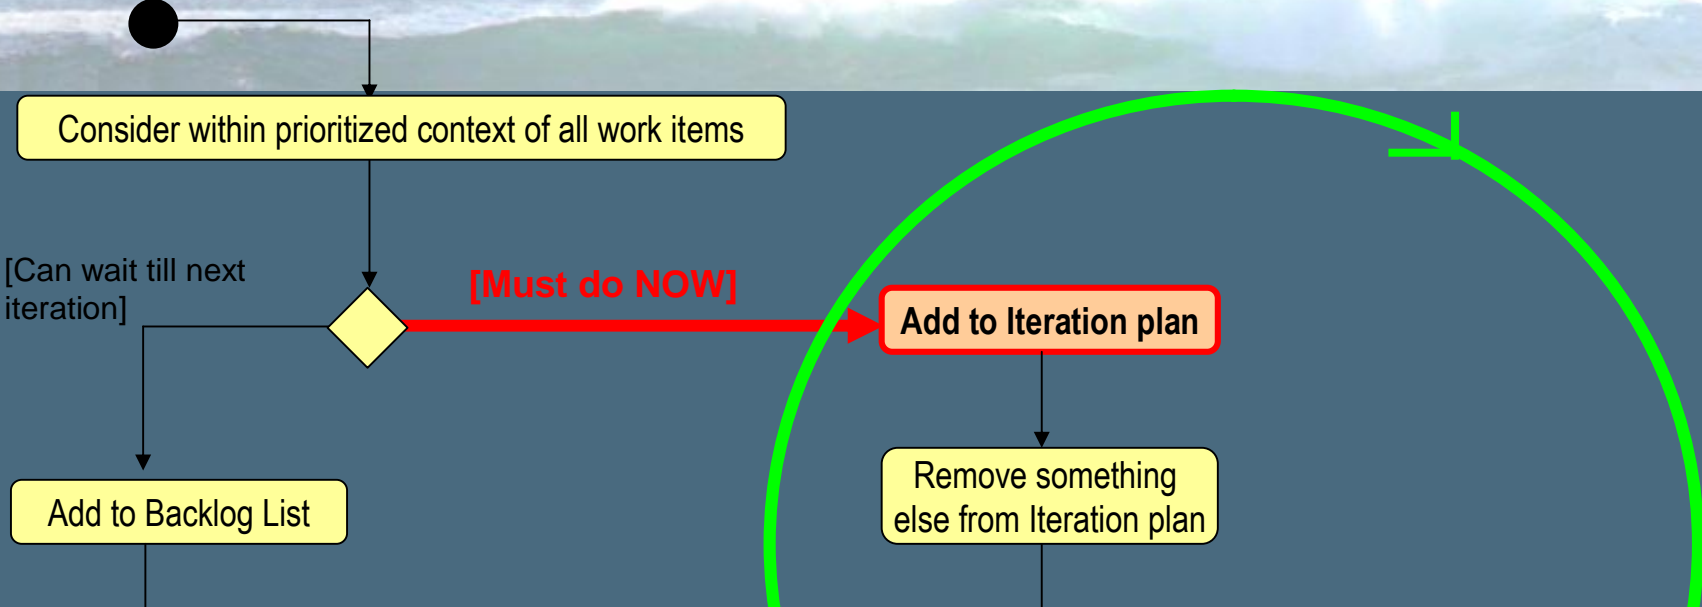 Consider within prioritized context of all work items
[Can wait till next
iteration]
[Must do NOW]
Add to Iteration plan
Add to Backlog List
Remove something
else from Iteration plan